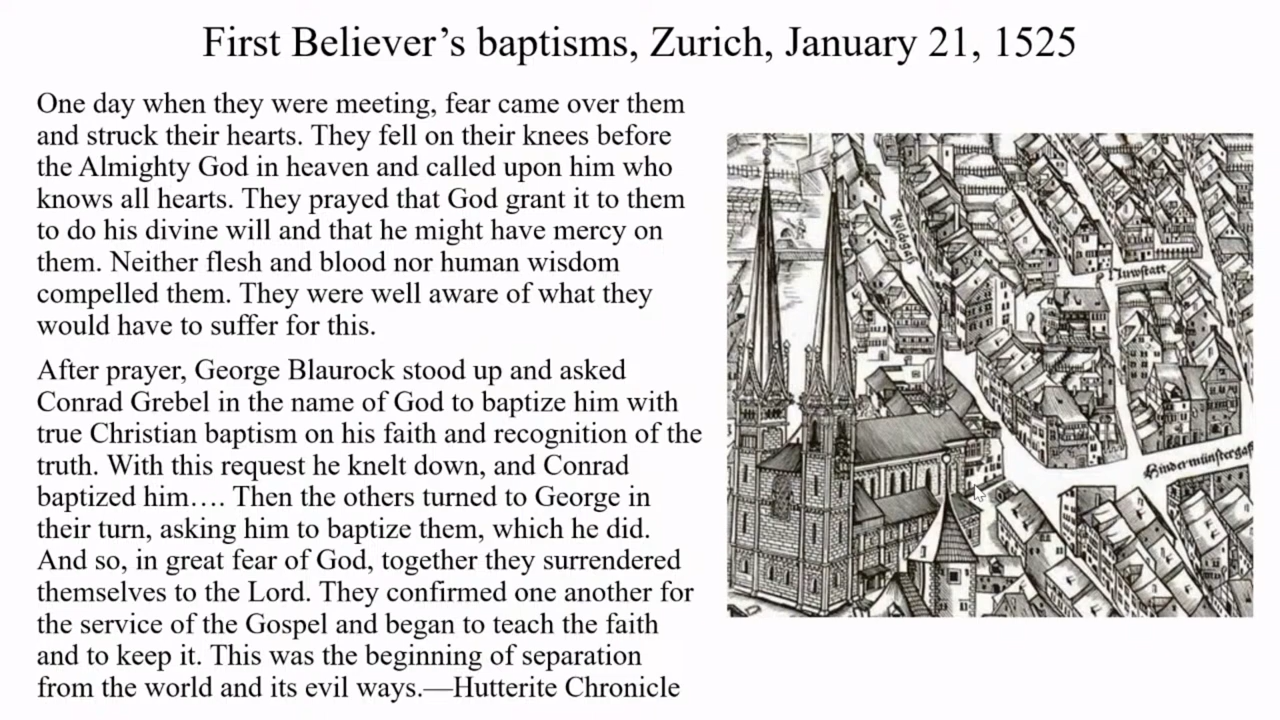 First Believer’s baptisms, Zurich, January 21, 1525
One day when they were meeting, fear came over them
and struck their hearts. They fell on their knees before
the Almighty God in heaven and called upon him who
knows all hearts. They prayed that God grant it to them
to do his divine will and that he might have mercy on
them. Neither flesh and blood nor human wisdom
compelled them. They were well aware of what they
would have to suffer for this.
After prayer, George Blaurock stood up and asked
Conrad Grebel in the name of God to baptize him with
true Christian baptism on his faith and recognition of the
truth. With this request he knelt down, and Conrad
baptized him…. Then the others turned to George in
their turn, asking him to baptize them, which he did.
And so, in great fear of God, together they surrendered
themselves to the Lord. They confirmed one another for
the service of the Gospel and began to teach the faith
and to keep it. This was the beginning of separation
from the world and its evil ways.—Hutterite Chronicle
Nuwstatt